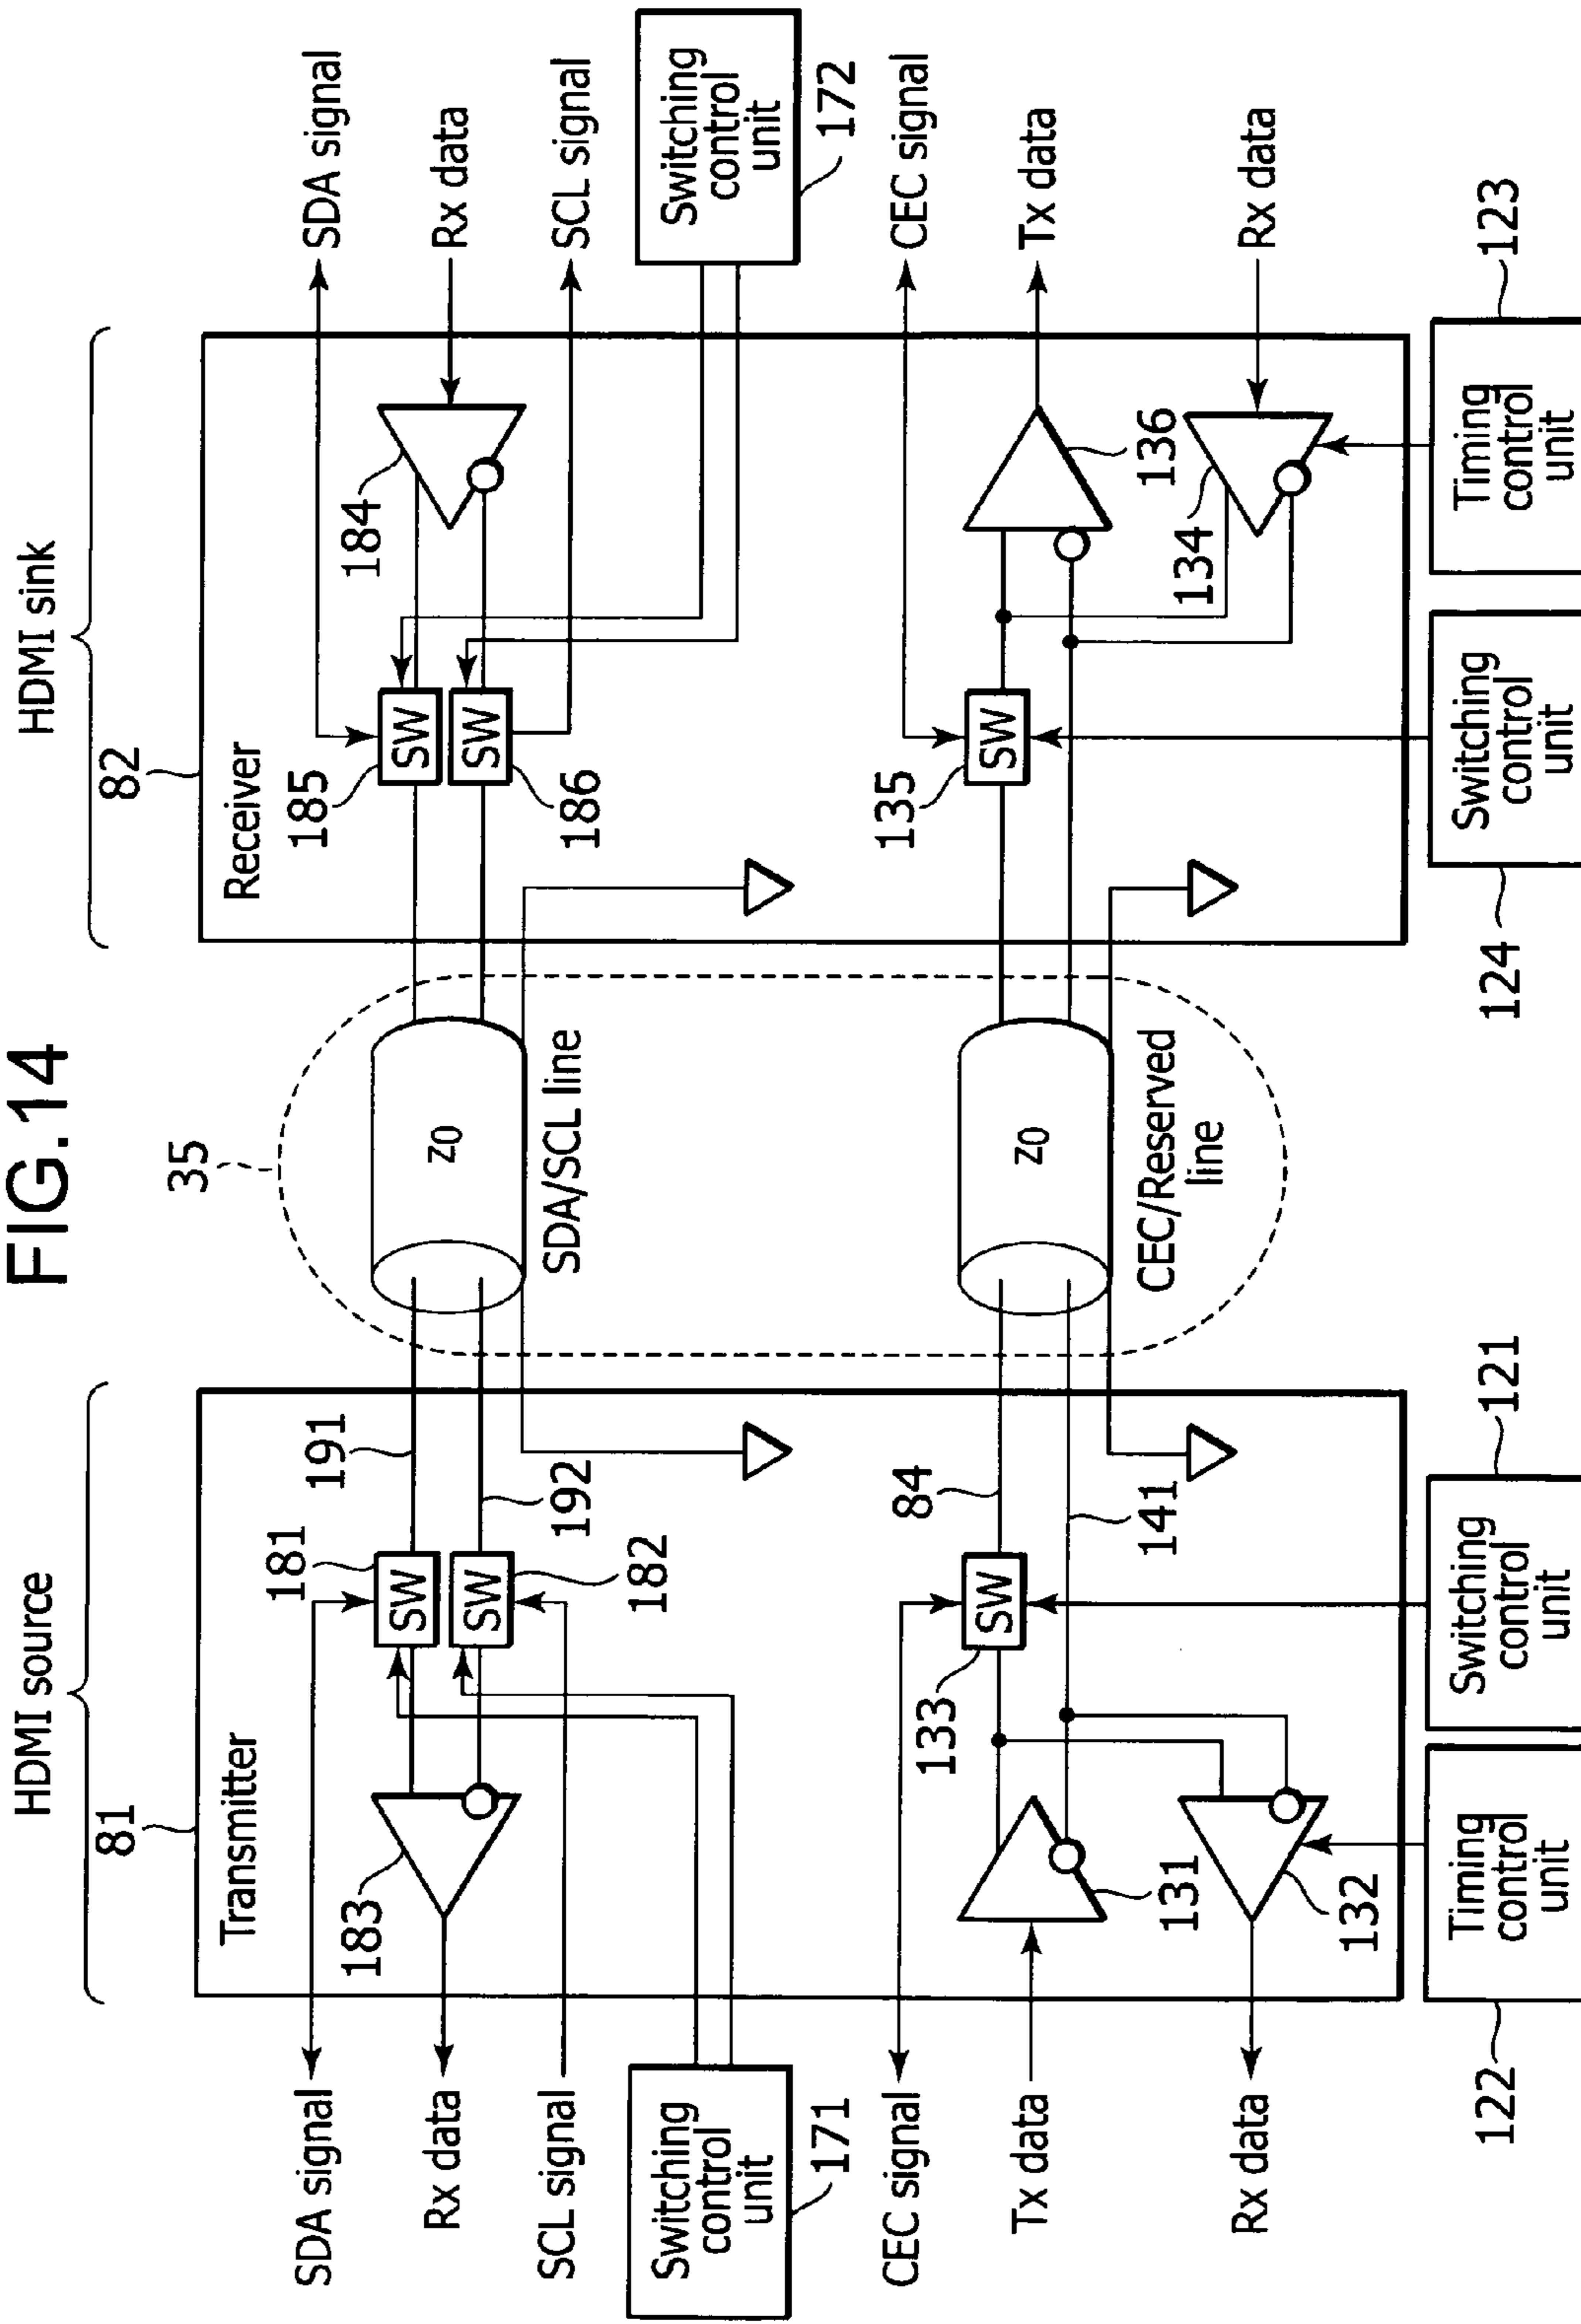 FIG.14
HDMI source
HDMI sink
81
82
35
Transmitter
Receiver
SDA signal
Rx data
SCL signal
Switching
control
unit
171
183
181
SW
SW
182
191
192
Z0
SDA/SCL line
185
SW
SW
186
184
SDA signal
Rx data
SCL signal
Switching
control
unit
172
CEC signal
Tx data
Rx data
133
SW
131
132
84
141
Z0
CEC/Reserved
line
135
SW
136
134
CEC signal
Tx data
Rx data
122
Timing
control
unit
Switching
control
unit
121
124
Switching
control
unit
Timing
control
unit
123